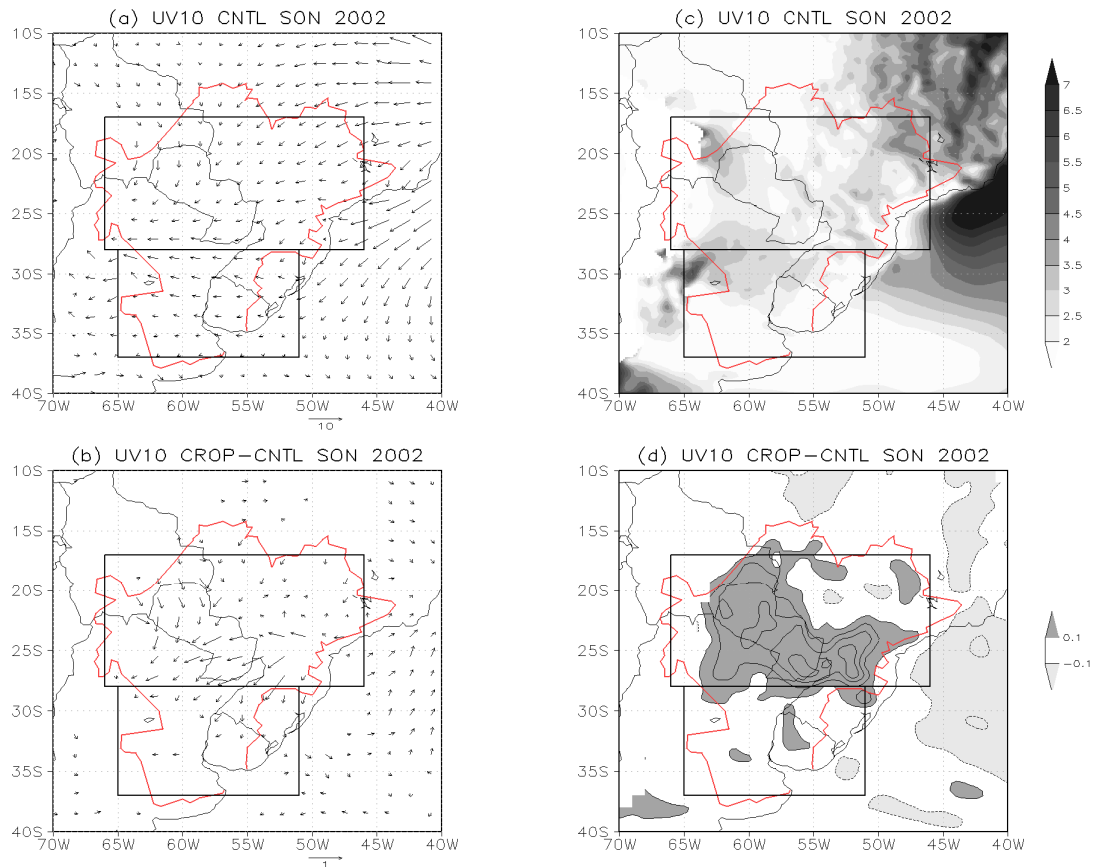 (a) UV10 CNTL SON 2002
10S
15S
20S
25S
30S
35S
40S
70W 65W 60W 55W 50W 45W 40W
10
(c) UV10 CNTL SON 2002
10S
15S
20S
25S
30S
35S
40S
70W 65W 60W 55W 50W 45W 40W
7
6.5
6
5.5
5
4.5
4
3.5
3
2.5
2
(b) UV10 CROP-CNTL SON 2002
10S
15S
20S
25S
30S
35S
40S
70W 65W 60W 55W 50W 45W 40W
1
(d) UV10 CROP-CNTL SON 2002
10S
15S
20S
25S
30S
35S
40S
70W 65W 60W 55W 50W 45W 40W
0.1
-0.1